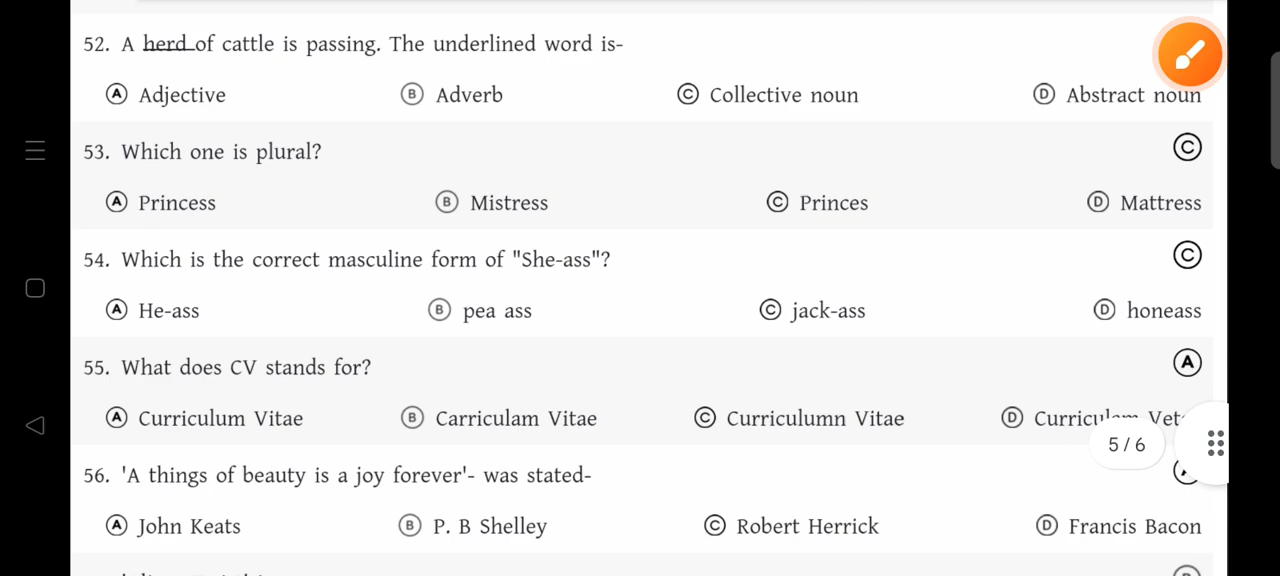 52. A herd of cattle is passing. The underlined word is-
A Adjective B Adverb C Collective noun D Abstract noun
53. Which one is plural? C
A Princess B Mistress C Princes D Mattress
54. Which is the correct masculine form of "She-ass"? C
A He-ass B pea ass C jack-ass D honeass
55. What does CV stands for? A
A Curriculum Vitae B Carriculam Vitae C Curriculumn Vitae D
5 / 6
56. 'A things of beauty is a joy forever'- was stated-
A John Keats B P. B Shelley C Robert Herrick D Francis Bacon